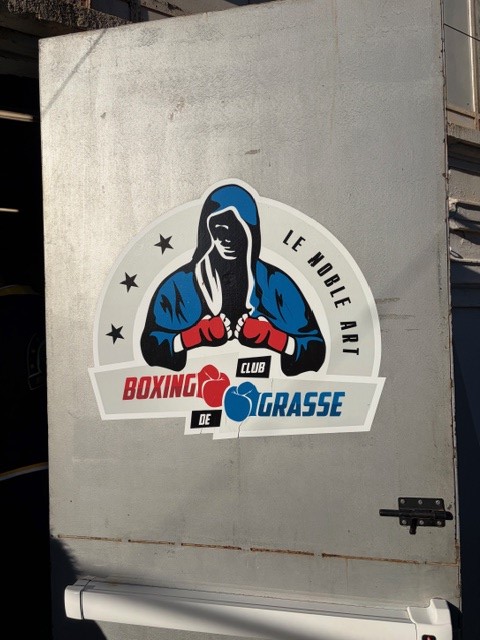 LE NOBLE ART
BOXING CLUB
DE GRASSE